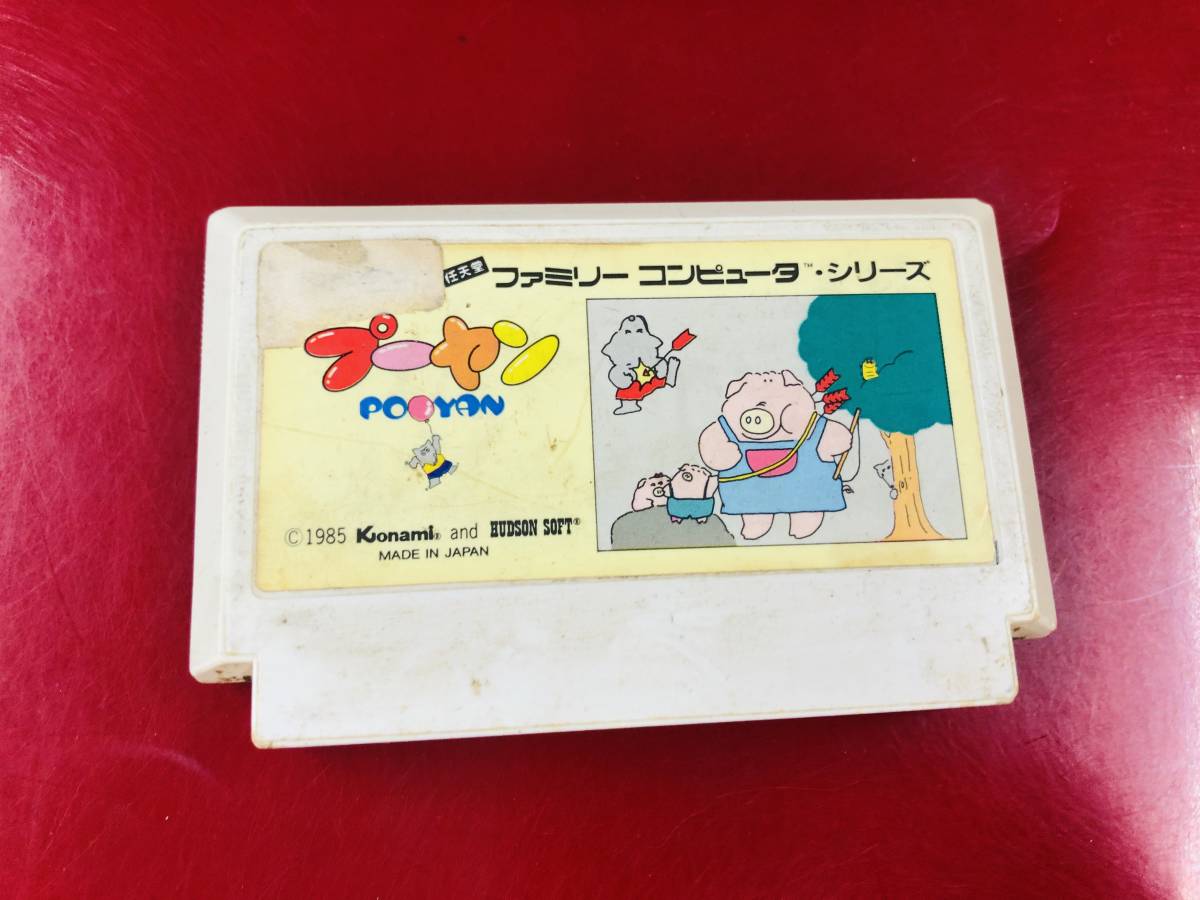 任天堂 ファミリー コンピュータ™・シリーズ
プーヤン
POOYAN
©1985 Konami® and HUDSON SOFT®
MADE IN JAPAN